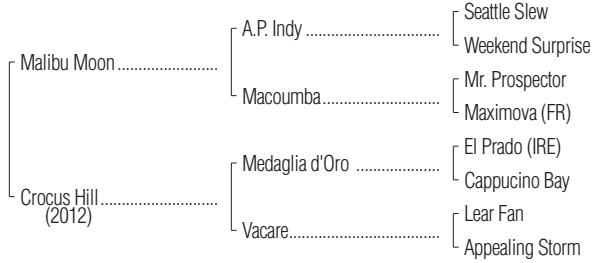 Seattle Slew
A.P. Indy ..............................
Weekend Surprise
Malibu Moon ......................
Mr. Prospector
Macoumba..........................
Maximova (FR)
El Prado (IRE)
Medaglia d'Oro ..................
Cappucino Bay
Crocus Hill..........................
(2012)
Lear Fan
Vacare.................................
Appealing Storm